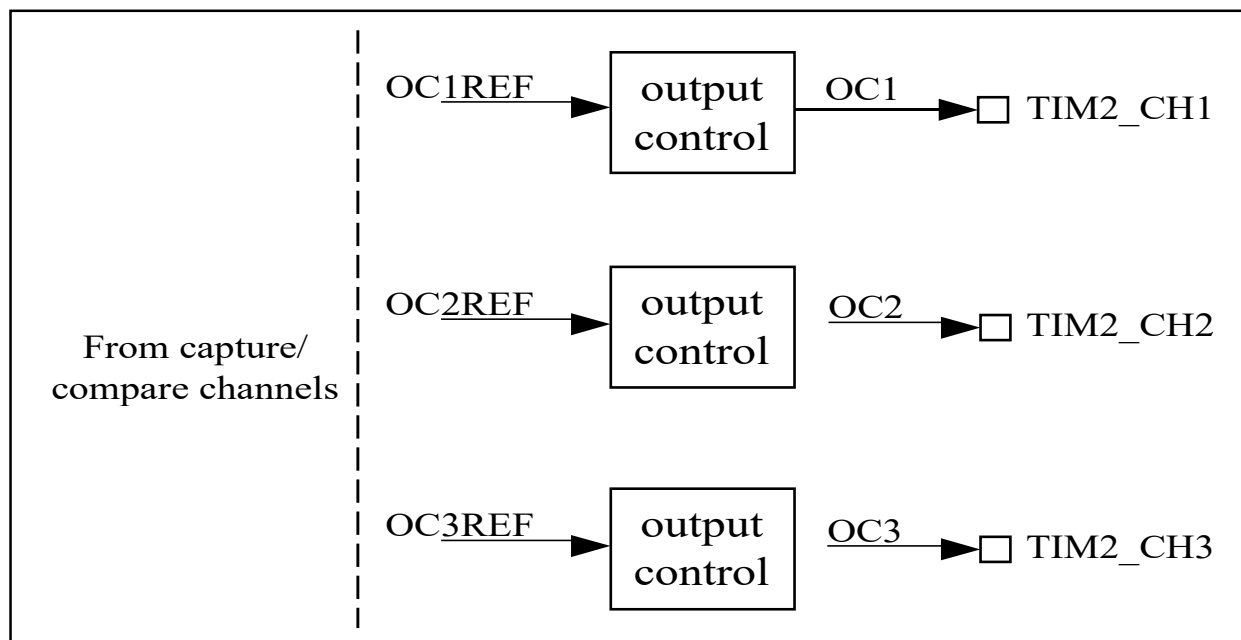 OC1REF
output
control
OC1
TIM2_CH1
From capture/
compare channels
OC2REF
output
control
OC2
TIM2_CH2
OC3REF
output
control
OC3
TIM2_CH3